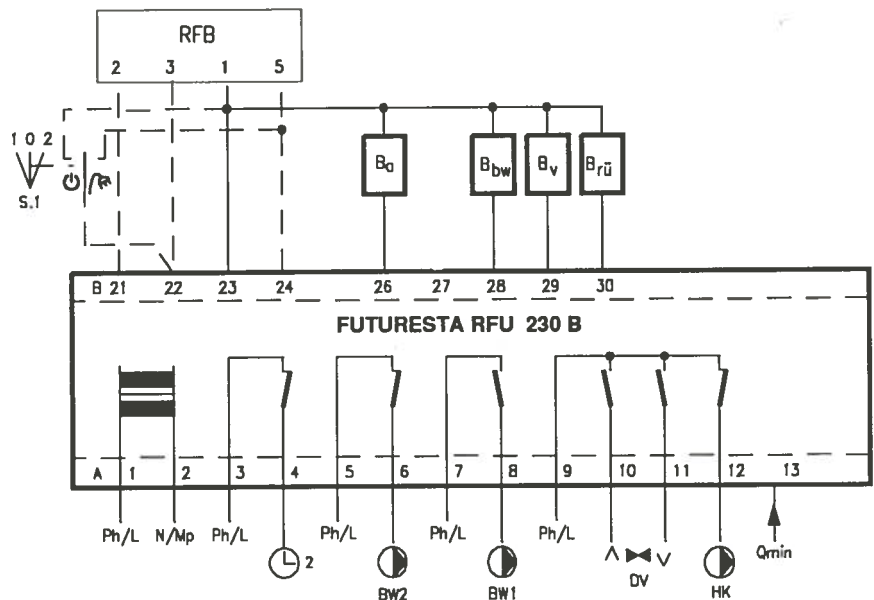 RFB
2 3 1 5
1 0 2
S.1
Ba Bbw Bv Brü
B 21 22 23 24 26 27 28 29 30
FUTURESTA RFU 230 B
A 1 2 3 4 5 6 7 8 9 10 11 12 13
Ph/L N/Mp Ph/L 2 Ph/L BW2 Ph/L BW1 Ph/L DV HK Qmin